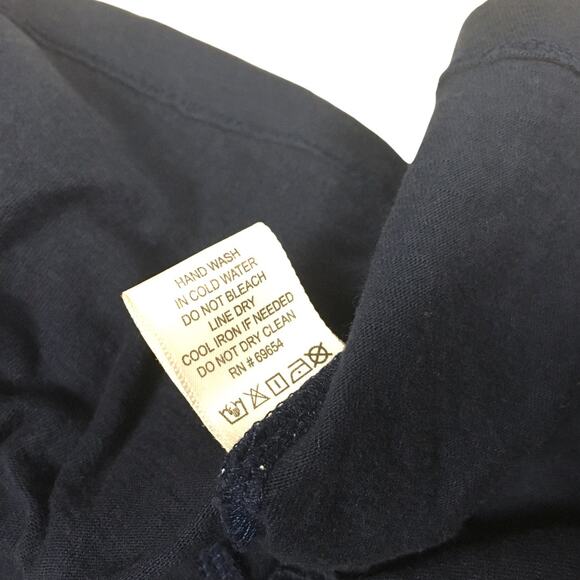 HAND WASH
IN COLD WATER
DO NOT BLEACH
LINE DRY
COOL IRON IF NEEDED
DO NOT DRY CLEAN
RN # 69654